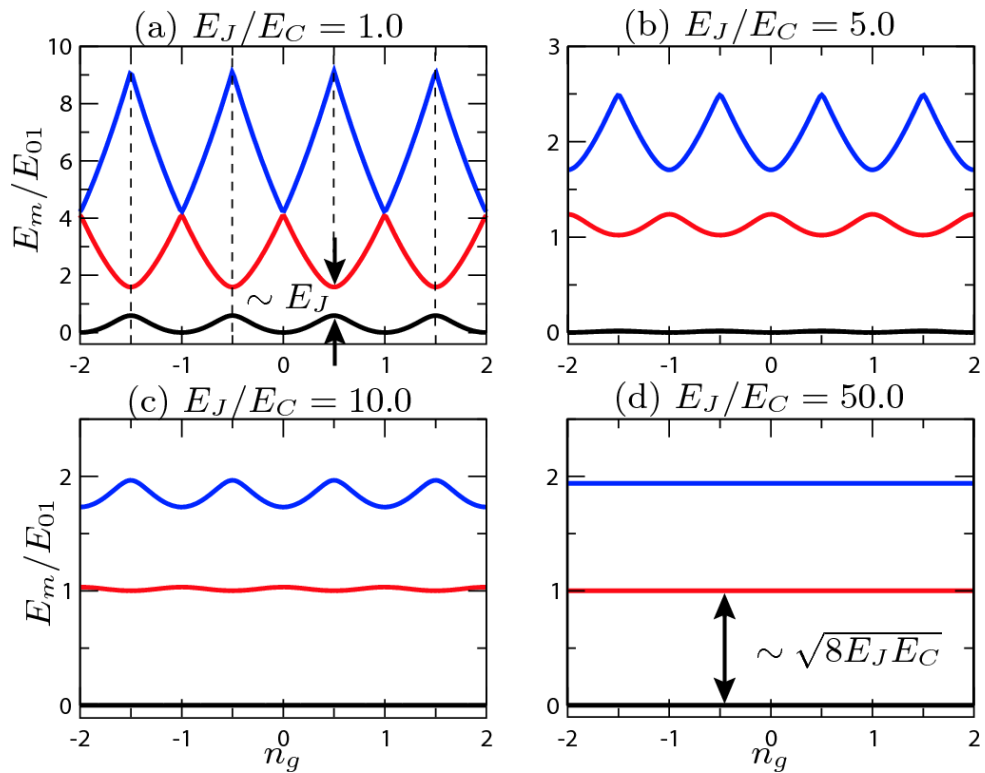 (a) E_J/E_C = 1.0
(b) E_J/E_C = 5.0
E_m/E_01
10
8
6
4
2
0
∼ E_J
-2 -1 0 1 2
3
2
1
0
-2 -1 0 1 2
(c) E_J/E_C = 10.0
(d) E_J/E_C = 50.0
E_m/E_01
2
1
0
-2 -1 0 1 2
n_g
2
1
0
∼ √8E_JE_C
-2 -1 0 1 2
n_g